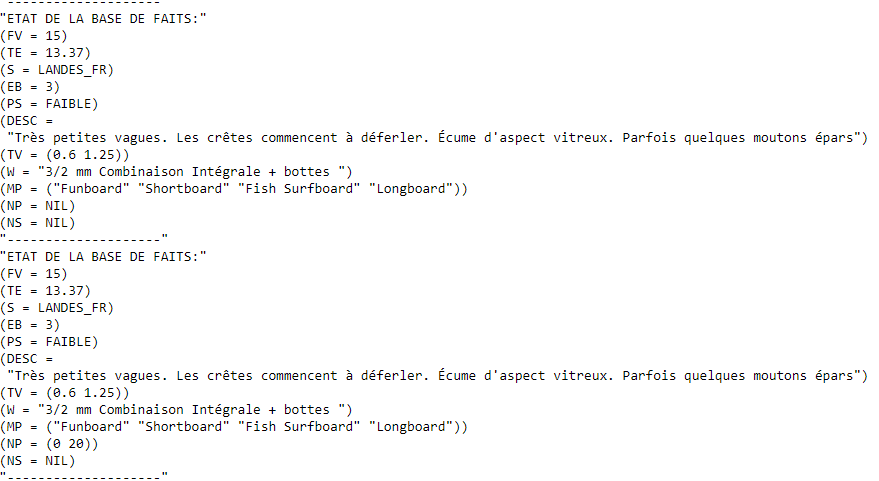 "--------------------
"ETAT DE LA BASE DE FAITS:"
(FV = 15)
(TE = 13.37)
(S = LANDES_FR)
(EB = 3)
(PS = FAIBLE)
(DESC =
"Très petites vagues. Les crêtes commencent à déferler. Écume d'aspect vitreux. Parfois quelques moutons épars")
(TV = (0.6 1.25))
(W = "3/2 mm Combinaison Intégrale + bottes ")
(MP = ("Funboard" "Shortboard" "Fish Surfboard" "Longboard"))
(NP = NIL)
(NS = NIL)
"--------------------"
"ETAT DE LA BASE DE FAITS:"
(FV = 15)
(TE = 13.37)
(S = LANDES_FR)
(EB = 3)
(PS = FAIBLE)
(DESC =
"Très petites vagues. Les crêtes commencent à déferler. Écume d'aspect vitreux. Parfois quelques moutons épars")
(TV = (0.6 1.25))
(W = "3/2 mm Combinaison Intégrale + bottes ")
(MP = ("Funboard" "Shortboard" "Fish Surfboard" "Longboard"))
(NP = (0 20))
(NS = NIL)
"--------------------"